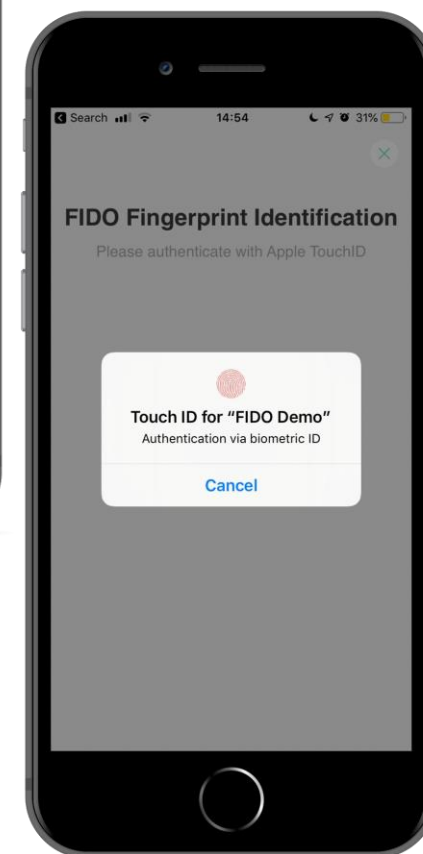 Search 14:54 31%
FIDO Fingerprint Identification
Please authenticate with Apple TouchID
Touch ID for “FIDO Demo”
Authentication via biometric ID
Cancel